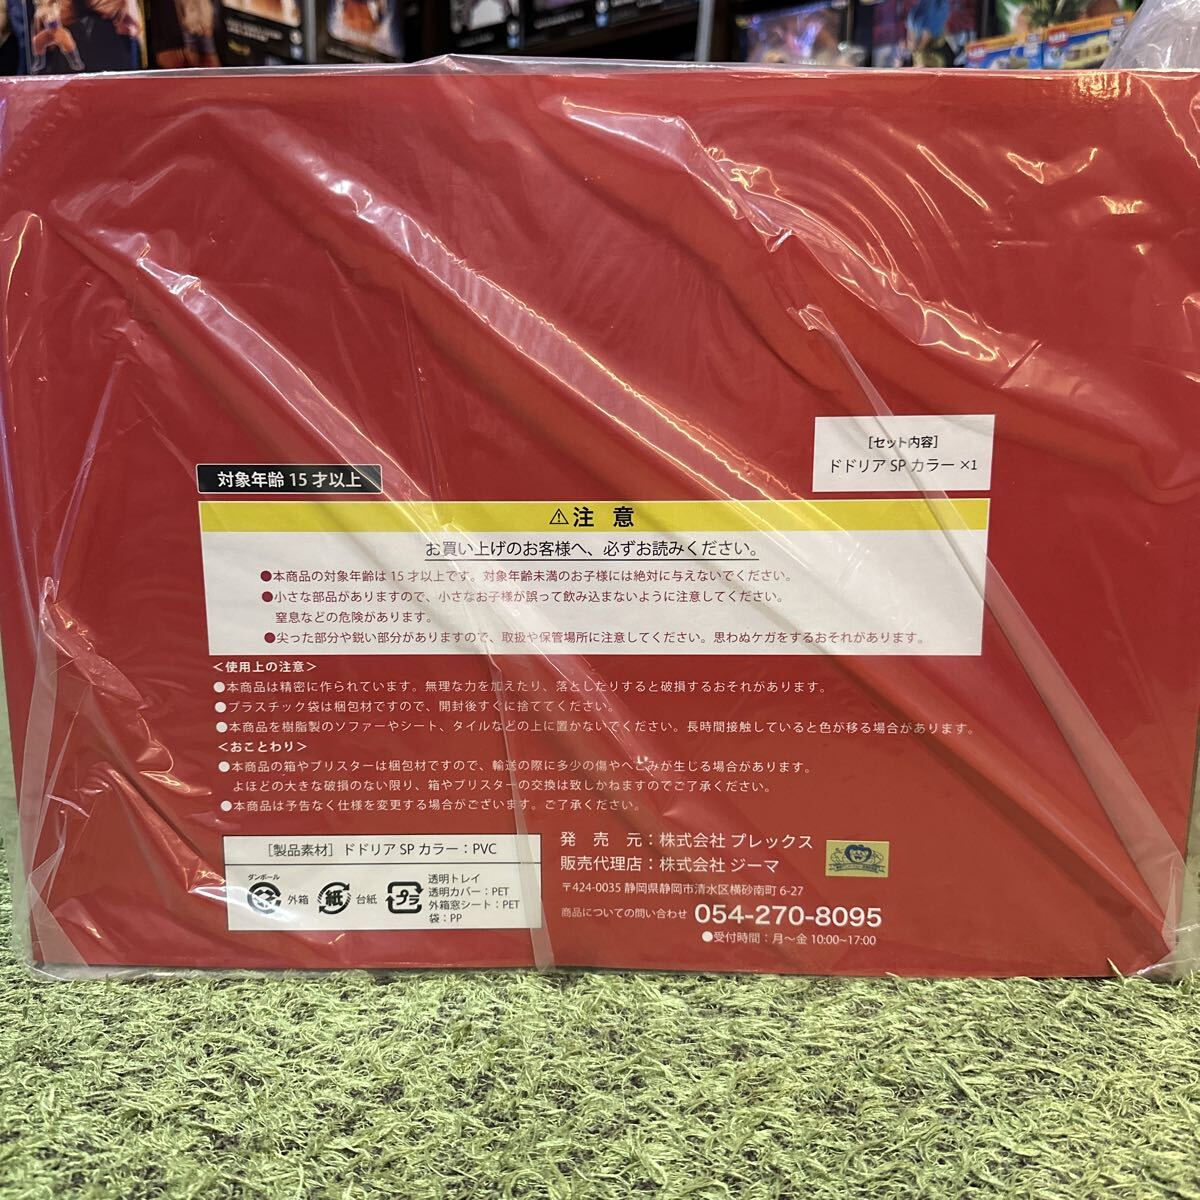 [セット内容]
ドドリア SP カラー ×1
対象年齢 15 才以上
⚠注 意
お買い上げのお客様へ、必ずお読みください。
●本商品の対象年齢は 15 才以上です。対象年齢未満のお子様には絶対に与えないでください。
●小さな部品がありますので、小さなお子様が誤って飲み込まないように注意してください。
窒息などの危険があります。
●尖った部分や鋭い部分がありますので、取扱や保管場所に注意してください。思わぬケガをするおそれがあります。
＜使用上の注意＞
●本商品は精密に作られています。無理な力を加えたり、落としたりすると破損するおそれがあります。
●プラスチック袋は梱包材ですので、開封後すぐに捨ててください。
●本商品を樹脂製のソファーやシート、タイルなどの上に置かないでください。長時間接触していると色が移る場合があります。
＜おことわり＞
●本商品の箱やブリスターは梱包材ですので、輸送の際に多少の傷やへこみが生じる場合があります。
よほどの大きな破損のない限り、箱やブリスターの交換は致しかねますのでご了承ください。
●本商品は予告なく仕様を変更する場合がございます。ご了承ください。
[製品素材] ドドリア SP カラー：PVC
ダンボール
外箱
紙
台紙
プラ
透明トレイ
透明カバー：PET
外箱窓シート：PET
袋：PP
発 売 元：株式会社 プレックス
販売代理店：株式会社 ジーマ
〒424-0035 静岡県静岡市清水区横砂南町 6-27
商品についての問い合わせ 054-270-8095
●受付時間：月～金 10:00~17:00